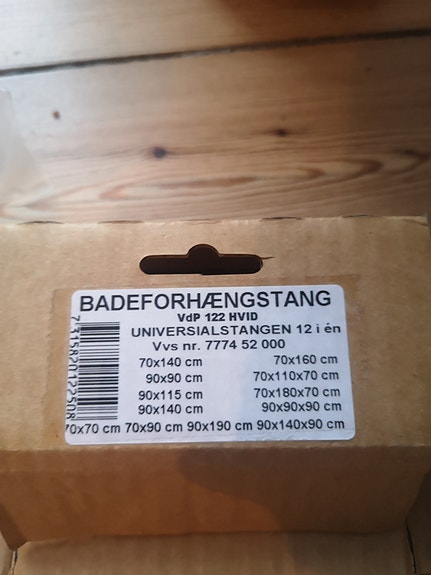 BADEFORHÆNGSTANG
VdP 122 HVID
UNIVERSIALSTANGEN 12 i én
Vvs nr. 7774 52 000
70x140 cm 70x160 cm
90x90 cm 70x110x70 cm
90x115 cm 70x180x70 cm
90x140 cm 90x90x90 cm
70x70 cm 70x90 cm 90x190 cm 90x140x90 cm
7315820122508